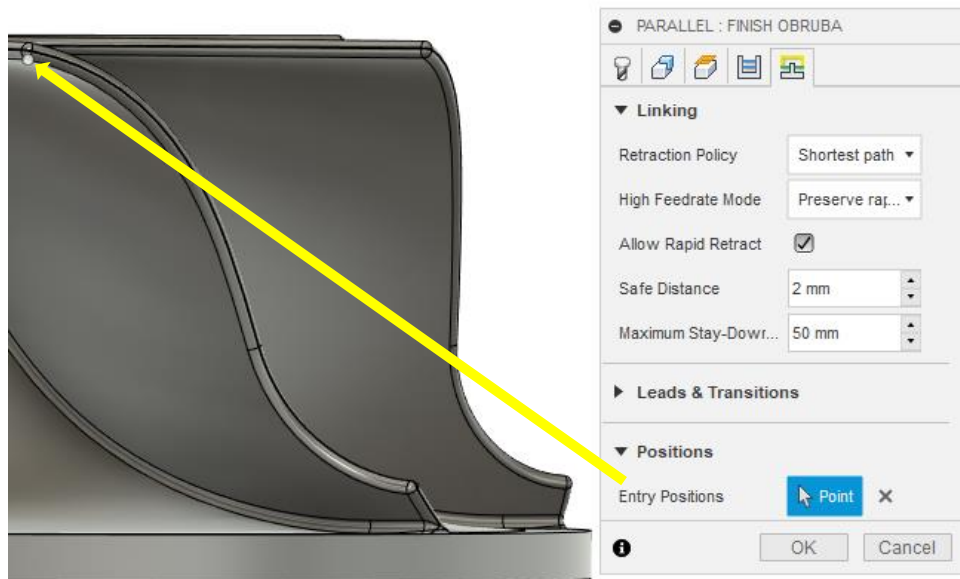 PARALLEL : FINISH OBRUBA
Linking
Retraction Policy Shortest path
High Feedrate Mode Preserve rap...
Allow Rapid Retract
Safe Distance 2 mm
Maximum Stay-Dowr... 50 mm
Leads & Transitions
Positions
Entry Positions Point
OK Cancel